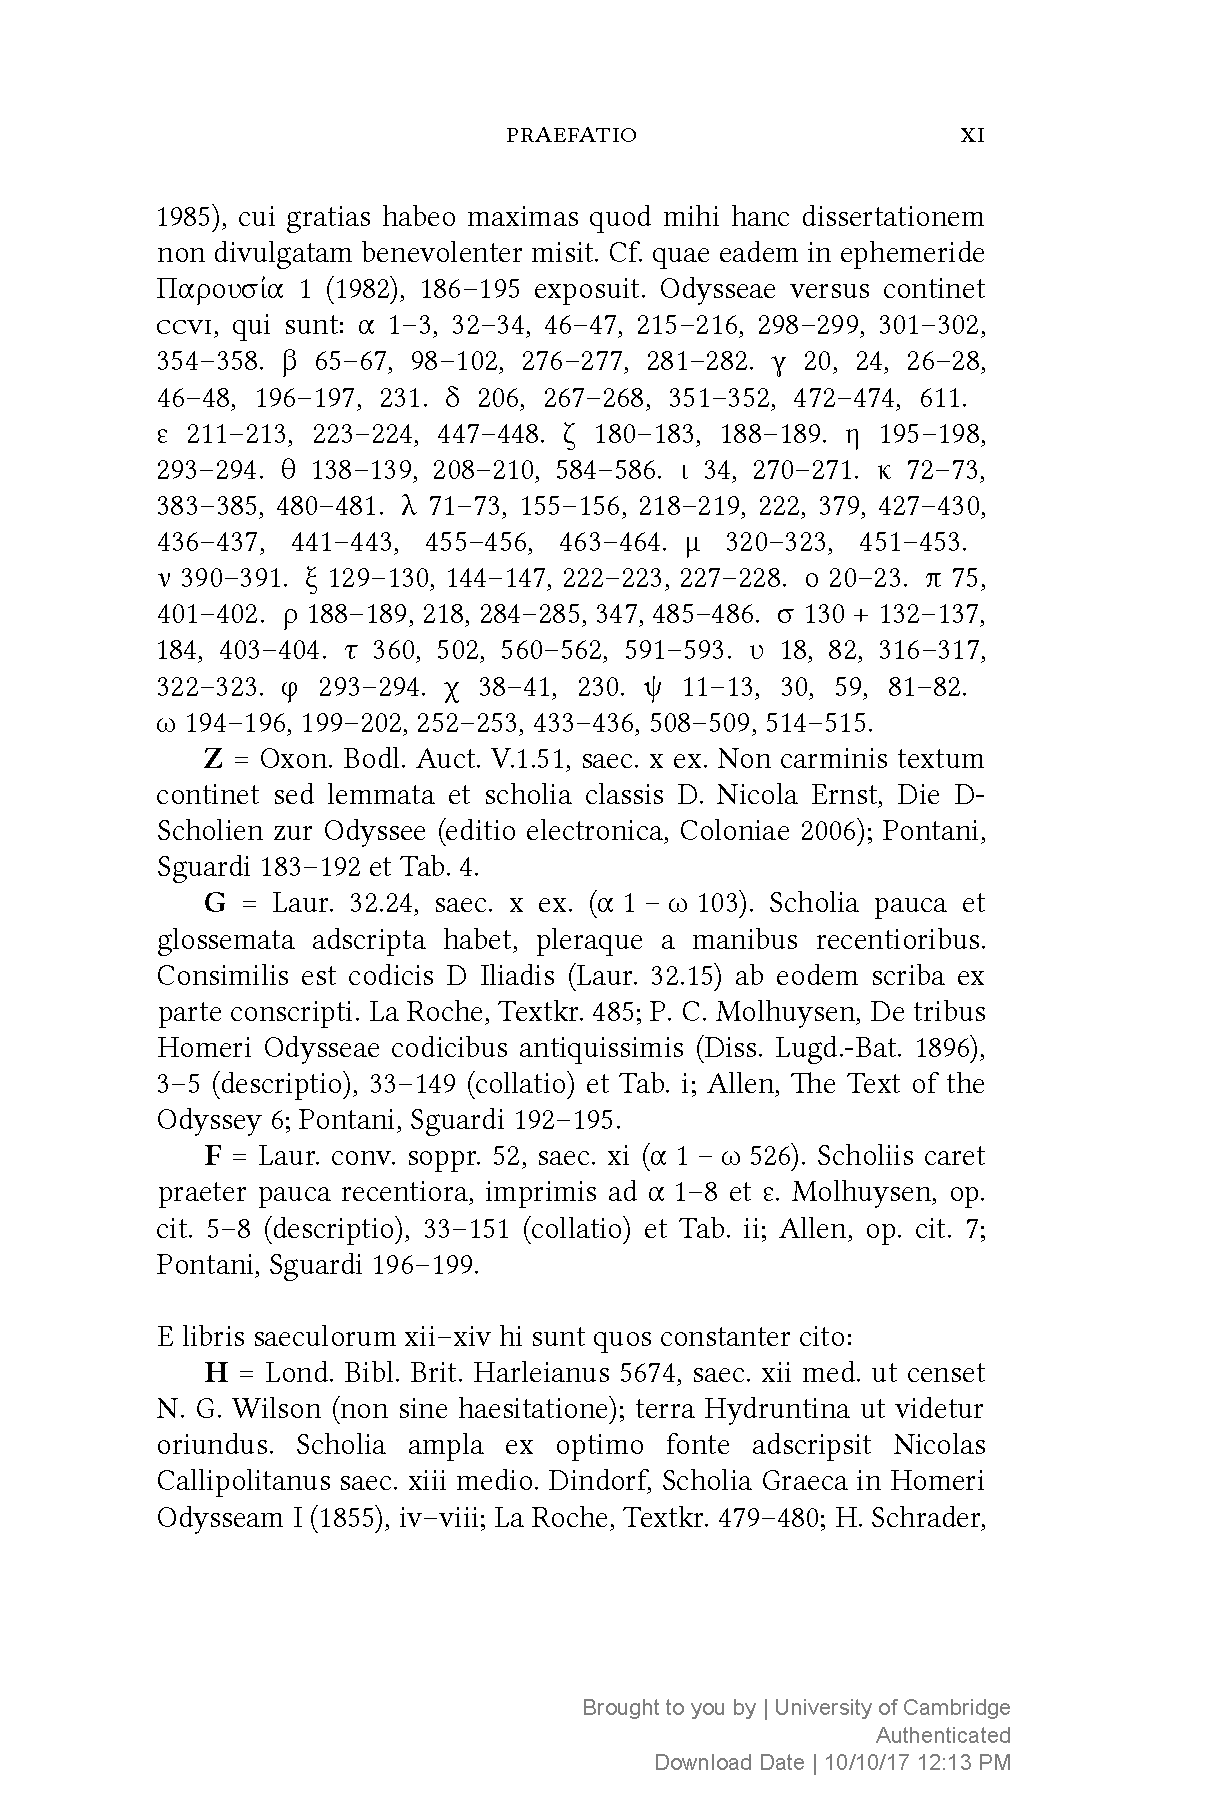 PRAEFATIO XI
1985), cui gratias habeo maximas quod mihi hanc dissertationem
non divulgatam benevolenter misit. Cf. quae eadem in ephemeride
Παρουσία 1 (1982), 186–195 exposuit. Odysseae versus continet
CCVI, qui sunt: α 1–3, 32–34, 46–47, 215–216, 298–299, 301–302,
354–358. β 65–67, 98–102, 276–277, 281–282. γ 20, 24, 26–28,
46–48, 196–197, 231. δ 206, 267–268, 351–352, 472–474, 611.
ε 211–213, 223–224, 447–448. ζ 180–183, 188–189. η 195–198,
293–294. θ 138–139, 208–210, 584–586. ι 34, 270–271. κ 72–73,
383–385, 480–481. λ 71–73, 155–156, 218–219, 222, 379, 427–430,
436–437, 441–443, 455–456, 463–464. μ 320–323, 451–453.
ν 390–391. ξ 129–130, 144–147, 222–223, 227–228. ο 20–23. π 75,
401–402. ρ 188–189, 218, 284–285, 347, 485–486. σ 130 + 132–137,
184, 403–404. τ 360, 502, 560–562, 591–593. υ 18, 82, 316–317,
322–323. φ 293–294. χ 38–41, 230. ψ 11–13, 30, 59, 81–82.
ω 194–196, 199–202, 252–253, 433–436, 508–509, 514–515.
Z = Oxon. Bodl. Auct. V.1.51, saec. x ex. Non carminis textum
continet sed lemmata et scholia classis D. Nicola Ernst, Die D-
Scholien zur Odyssee (editio electronica, Coloniae 2006); Pontani,
Sguardi 183–192 et Tab. 4.
G = Laur. 32.24, saec. x ex. (α 1 – ω 103). Scholia pauca et
glossemata adscripta habet, pleraque a manibus recentioribus.
Consimilis est codicis D Iliadis (Laur. 32.15) ab eodem scriba ex
parte conscripti. La Roche, Textkr. 485; P. C. Molhuysen, De tribus
Homeri Odysseae codicibus antiquissimis (Diss. Lugd.-Bat. 1896),
3–5 (descriptio), 33–149 (collatio) et Tab. i; Allen, The Text of the
Odyssey 6; Pontani, Sguardi 192–195.
F = Laur. conv. soppr. 52, saec. xi (α 1 – ω 526). Scholiis caret
praeter pauca recentiora, imprimis ad α 1–8 et ε. Molhuysen, op.
cit. 5–8 (descriptio), 33–151 (collatio) et Tab. ii; Allen, op. cit. 7;
Pontani, Sguardi 196–199.
E libris saeculorum xii–xiv hi sunt quos constanter cito:
H = Lond. Bibl. Brit. Harleianus 5674, saec. xii med. ut censet
N. G. Wilson (non sine haesitatione); terra Hydruntina ut videtur
oriundus. Scholia ampla ex optimo fonte adscripsit Nicolas
Callipolitanus saec. xiii medio. Dindorf, Scholia Graeca in Homeri
Odysseam I (1855), iv–viii; La Roche, Textkr. 479–480; H. Schrader,
Brought to you by | University of Cambridge
Authenticated
Download Date | 10/10/17 12:13 PM